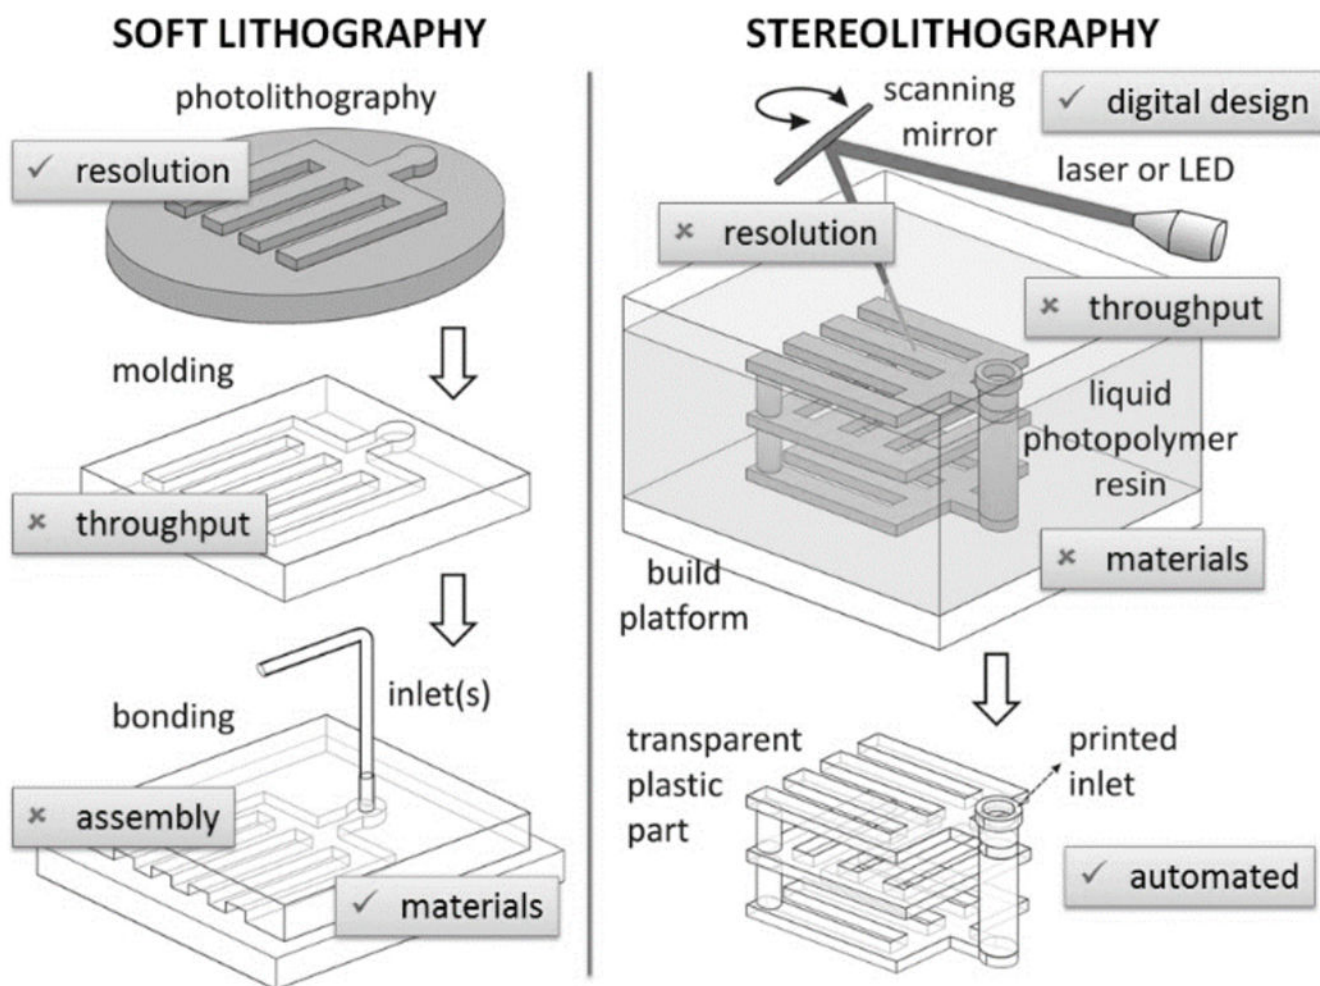 SOFT LITHOGRAPHY
photolithography
✓ resolution
molding
× throughput
inlet(s)
bonding
× assembly
✓ materials
STEREOLITHOGRAPHY
scanning
mirror
✓ digital design
laser or LED
× resolution
× throughput
liquid
photopolymer
resin
× materials
build
platform
transparent
plastic
part
printed
inlet
✓ automated